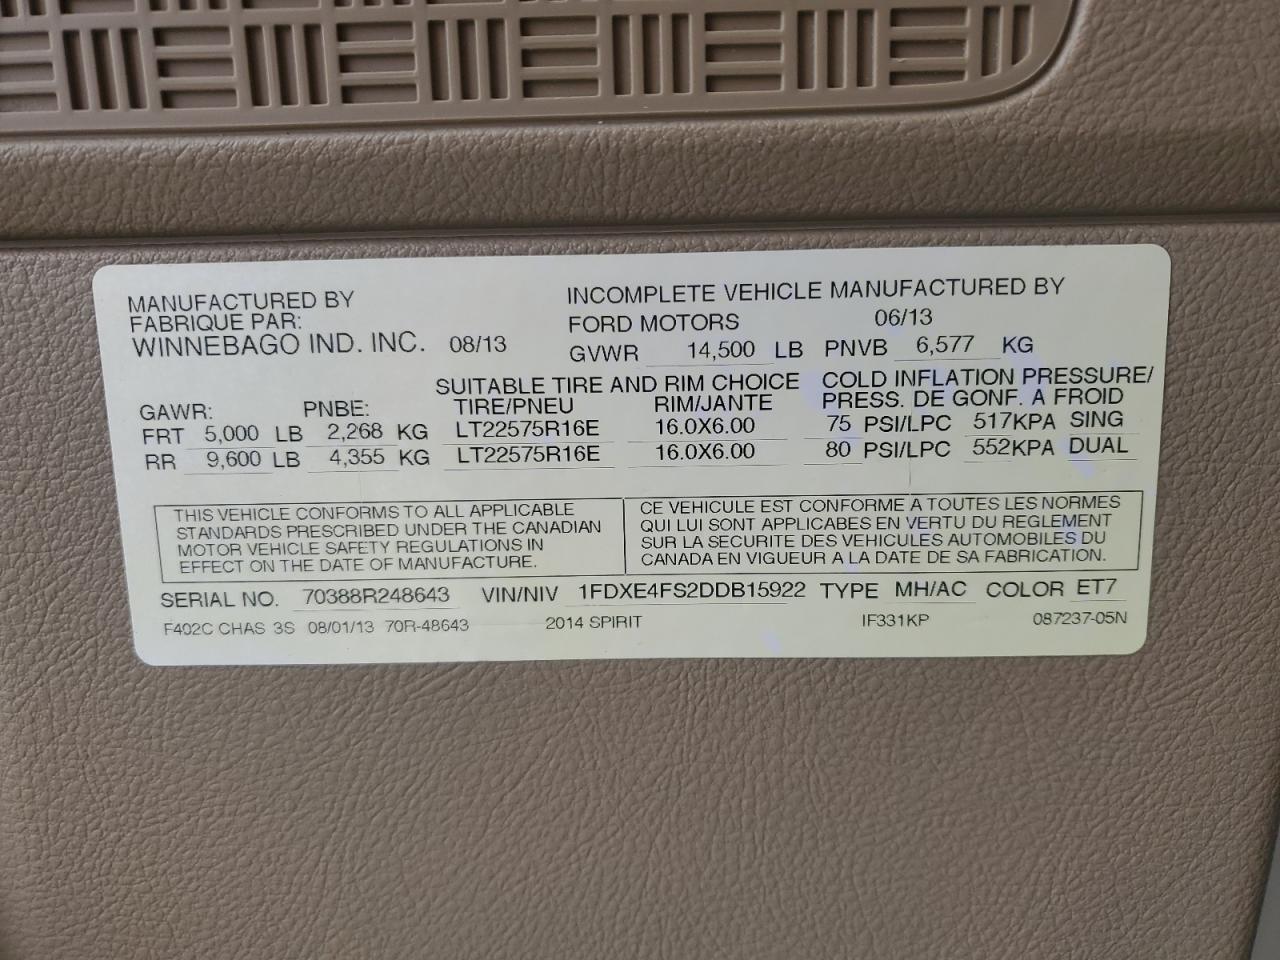 MANUFACTURED BY
FABRIQUE PAR:
WINNEBAGO IND. INC. 08/13
INCOMPLETE VEHICLE MANUFACTURED BY
FORD MOTORS 06/13
GVWR 14,500 LB PNVB 6,577 KG
SUITABLE TIRE AND RIM CHOICE COLD INFLATION PRESSURE/
GAWR: PNBE: TIRE/PNEU RIM/JANTE PRESS. DE GONF. A FROID
FRT 5,000 LB 2,268 KG LT22575R16E 16.0X6.00 75 PSI/LPC 517KPA SING
RR 9,600 LB 4,355 KG LT22575R16E 16.0X6.00 80 PSI/LPC 552KPA DUAL
THIS VEHICLE CONFORMS TO ALL APPLICABLE
STANDARDS PRESCRIBED UNDER THE CANADIAN
MOTOR VEHICLE SAFETY REGULATIONS IN
EFFECT ON THE DATE OF MANUFACTURE.
CE VEHICULE EST CONFORME A TOUTES LES NORMES
QUI LUI SONT APPLICABES EN VERTU DU REGLEMENT
SUR LA SECURITE DES VEHICULES AUTOMOBILES DU
CANADA EN VIGUEUR A LA DATE DE SA FABRICATION.
SERIAL NO. 70388R248643 VIN/NIV 1FDXE4FS2DDB15922 TYPE MH/AC COLOR ET7
F402C CHAS 3S 08/01/13 70R-48643 2014 SPIRIT IF331KP 087237-05N